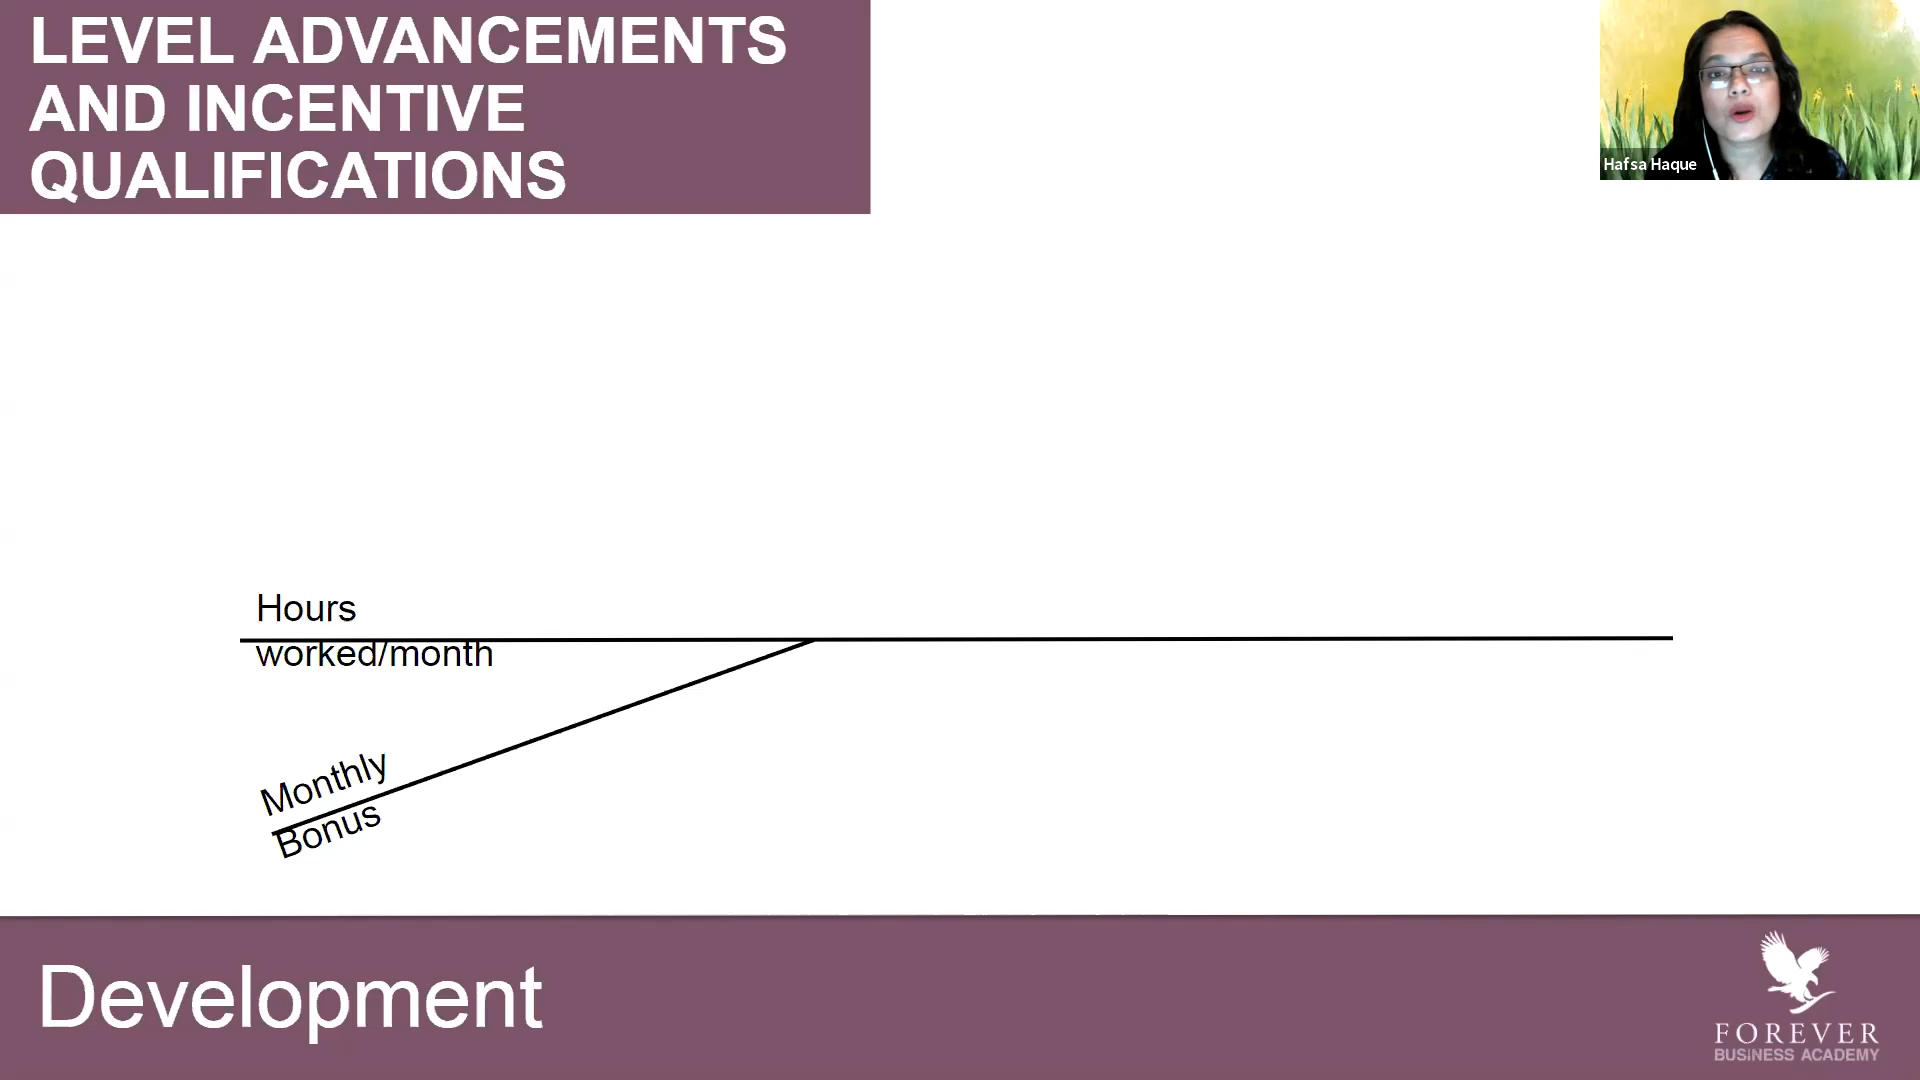 LEVEL ADVANCEMENTS
AND INCENTIVE
QUALIFICATIONS
Hafsa Haque
Hours
worked/month
Monthly
Bonus
Development
FOREVER
BUSINESS ACADEMY